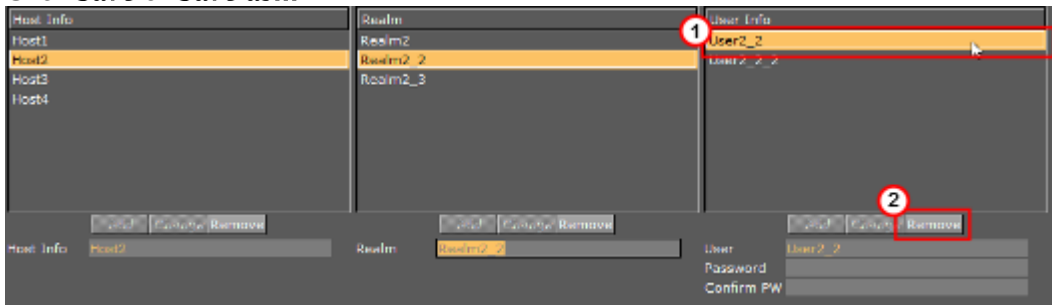 Host Info
Host1
Host2
Host3
Host4
Remove
Host Info Host2
Realm
Realm2
Realm2_2
Realm2_3
Remove
Realm Realm2_2
1
User Info
User2_2
User2_2_2
2
Remove
User User2_2
Password
Confirm PW